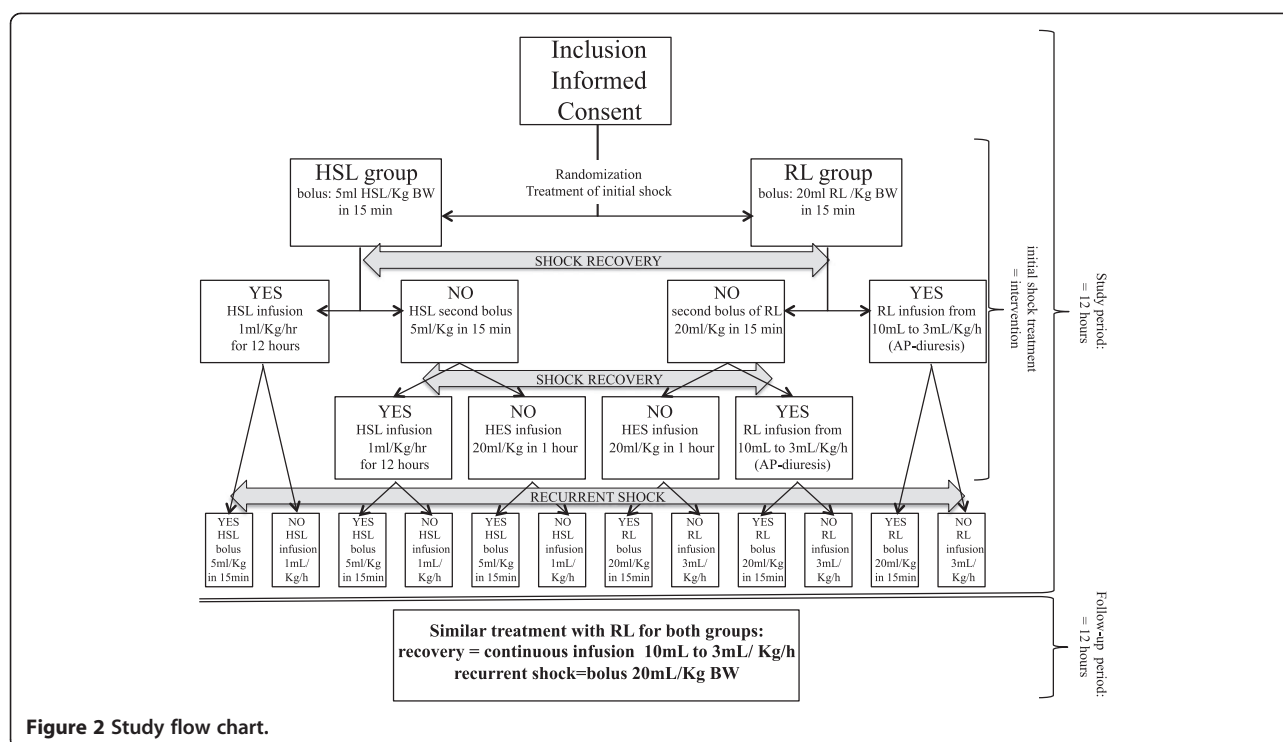 Inclusion
Informed
Consent
HSL group
bolus: 5ml HSL/Kg BW
in 15 min
Randomization
Treatment of initial shock
RL group
bolus: 20ml RL /Kg BW
in 15 min
SHOCK RECOVERY
YES
HSL infusion
1ml/Kg/hr
for 12 hours
NO
HSL second bolus
5ml/Kg in 15 min
NO
second bolus of RL
20ml/Kg in 15 min
YES
RL infusion from
10mL to 3mL/Kg/h
(AP-diuresis)
SHOCK RECOVERY
YES
HSL infusion
1ml/Kg/hr
for 12 hours
NO
HES infusion
20ml/Kg in 1 hour
NO
HES infusion
20ml/Kg in 1 hour
YES
RL infusion from
10mL to 3mL/Kg/h
(AP-diuresis)
RECURRENT SHOCK
YES
HSL
bolus
5ml/Kg
in 15min
NO HSL
infusion
1mL/
Kg/h
YES
HSL
bolus
5ml/Kg
in 15min
NO
HSL
infusion
1mL/
Kg/h
YES
HSL
bolus
5ml/Kg
in 15min
NO
HSL
infusion
1mL/
Kg/h
YES
RL
bolus
20ml/Kg
in 15min
NO
RL
infusion
3mL/
Kg/h
YES
RL
bolus
20ml/Kg
in 15min
NO
RL
infusion
3mL/
Kg/h
YES
RL
bolus
20ml/Kg
in 15min
NO
RL
infusion
3mL/
Kg/h
initial shock treatment
= intervention
Study period:
= 12 hours
Similar treatment with RL for both groups:
recovery = continuous infusion 10mL to 3mL/ Kg/h
recurrent shock=bolus 20mL/Kg BW
Follow-up period:
= 12 hours
Figure 2 Study flow chart.